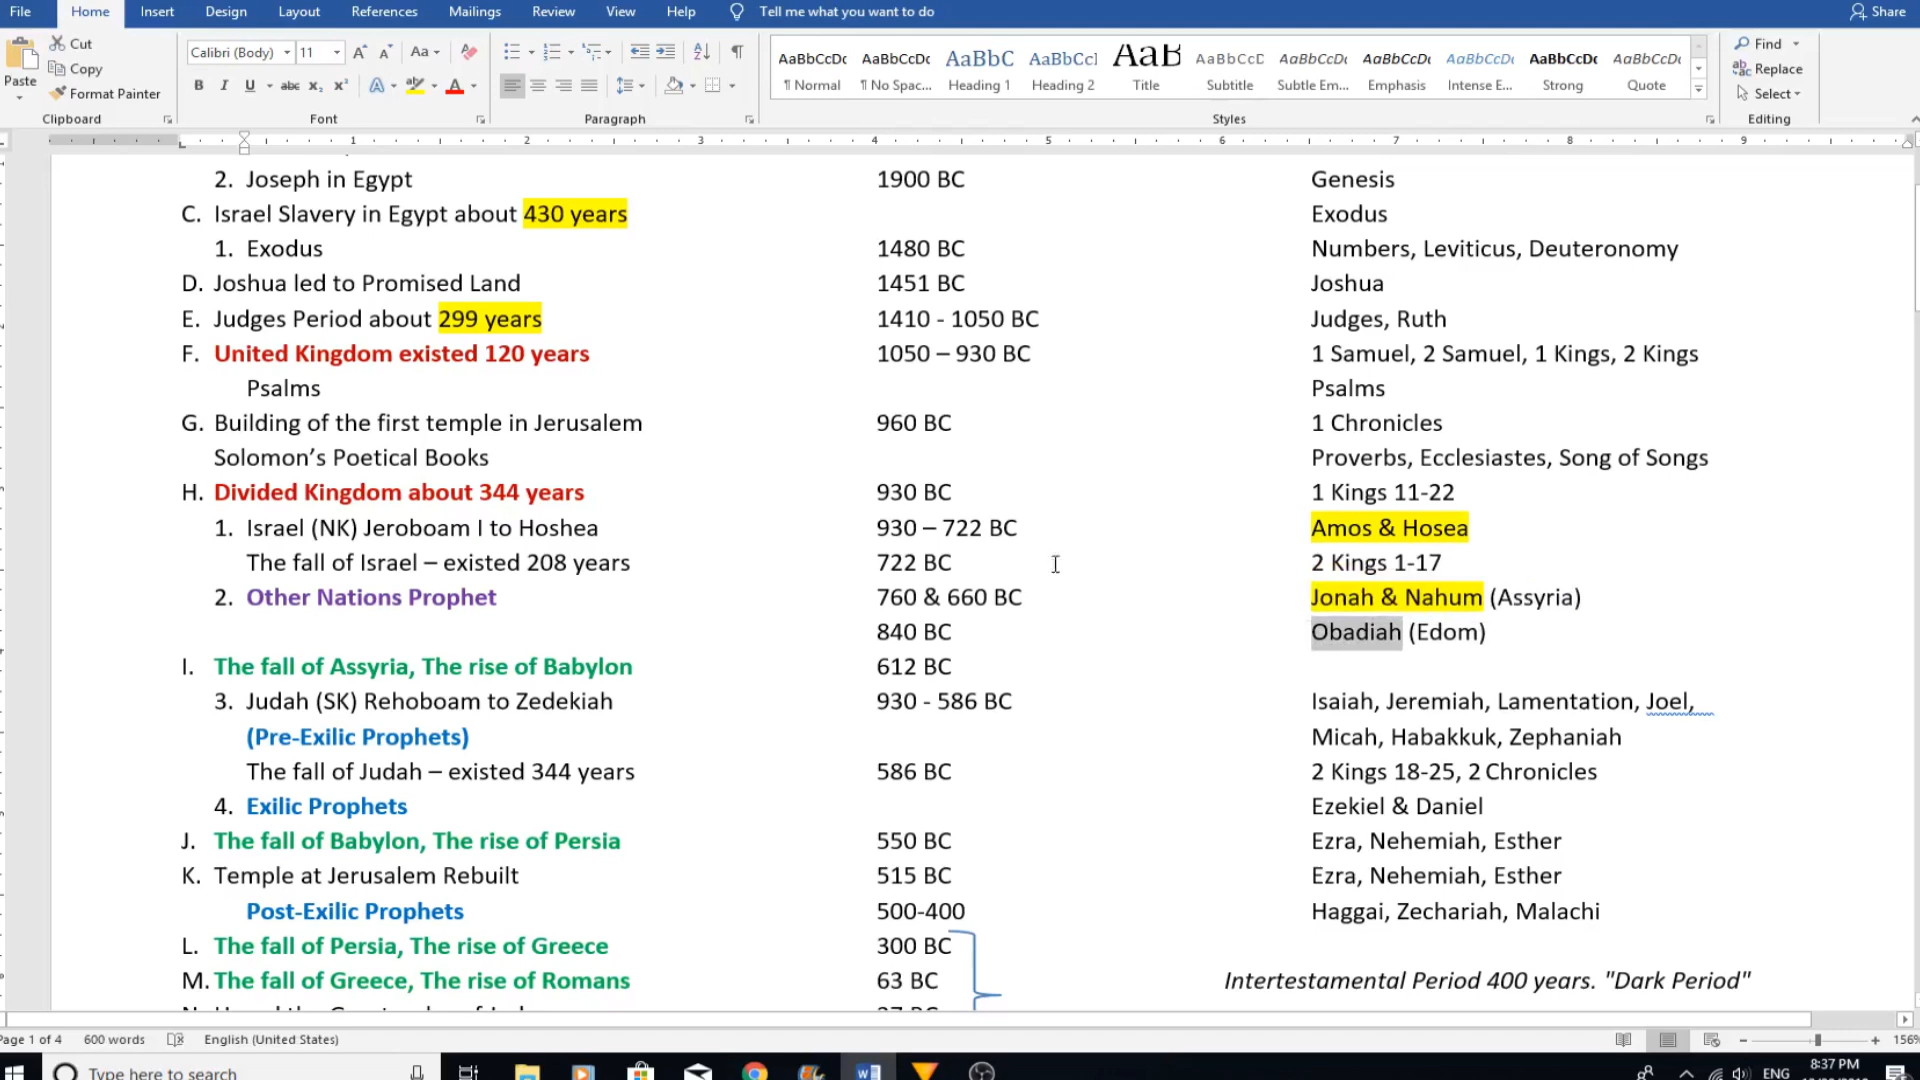 File Home Insert Design Layout References Mailings Review View Help Tell me what you want to do Share
Cut
Copy
Format Painter
Paste
Calibri (Body) 11
Find
Replace
Select
AaBbCcDc AaBbCcDc AaBbC AaBbCcI AaB AaBbCcD AaBbCcDc AaBbCcDc AaBbCcDc AaBbCcDc AaBbCcDc
¶ Normal ¶ No Spac... Heading 1 Heading 2 Title Subtitle Subtle Em... Emphasis Intense E... Strong Quote
Clipboard Font Paragraph Styles Editing
1 2 3 4 5 6 7 8 9
2. Joseph in Egypt 1900 BC Genesis
C. Israel Slavery in Egypt about 430 years Exodus
1. Exodus 1480 BC Numbers, Leviticus, Deuteronomy
D. Joshua led to Promised Land 1451 BC Joshua
E. Judges Period about 299 years 1410 - 1050 BC Judges, Ruth
F. United Kingdom existed 120 years 1050 – 930 BC 1 Samuel, 2 Samuel, 1 Kings, 2 Kings
Psalms Psalms
G. Building of the first temple in Jerusalem 960 BC 1 Chronicles
Solomon’s Poetical Books Proverbs, Ecclesiastes, Song of Songs
H. Divided Kingdom about 344 years 930 BC 1 Kings 11-22
1. Israel (NK) Jeroboam I to Hoshea 930 – 722 BC Amos & Hosea
The fall of Israel – existed 208 years 722 BC 2 Kings 1-17
2. Other Nations Prophet 760 & 660 BC Jonah & Nahum (Assyria)
840 BC Obadiah (Edom)
I. The fall of Assyria, The rise of Babylon 612 BC
3. Judah (SK) Rehoboam to Zedekiah 930 - 586 BC Isaiah, Jeremiah, Lamentation, Joel,
(Pre-Exilic Prophets) Micah, Habakkuk, Zephaniah
The fall of Judah – existed 344 years 586 BC 2 Kings 18-25, 2 Chronicles
4. Exilic Prophets Ezekiel & Daniel
J. The fall of Babylon, The rise of Persia 550 BC Ezra, Nehemiah, Esther
K. Temple at Jerusalem Rebuilt 515 BC Ezra, Nehemiah, Esther
Post-Exilic Prophets 500-400 Haggai, Zechariah, Malachi
L. The fall of Persia, The rise of Greece 300 BC
M. The fall of Greece, The rise of Romans 63 BC Intertestamental Period 400 years. "Dark Period"
Page 1 of 4 600 words English (United States) 156%
Type here to search ENG 8:37 PM